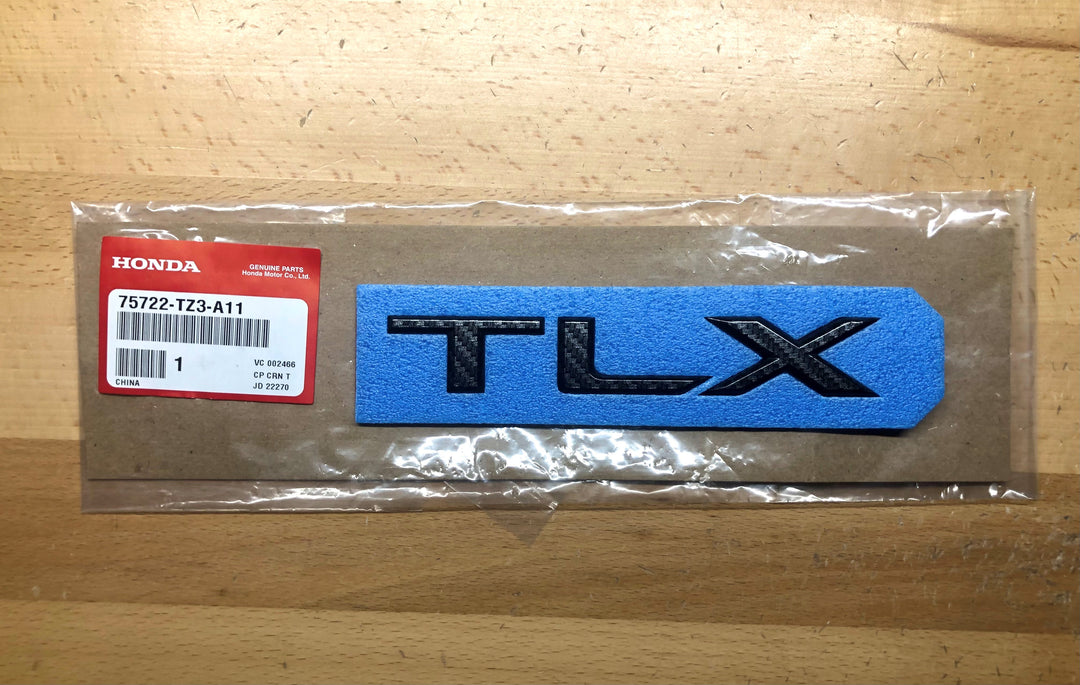 HONDA
GENUINE PARTS
Honda Motor Co., Ltd.
75722-TZ3-A11
1
VC 002466
CP CRN T
CHINA
JD 22270
TLX